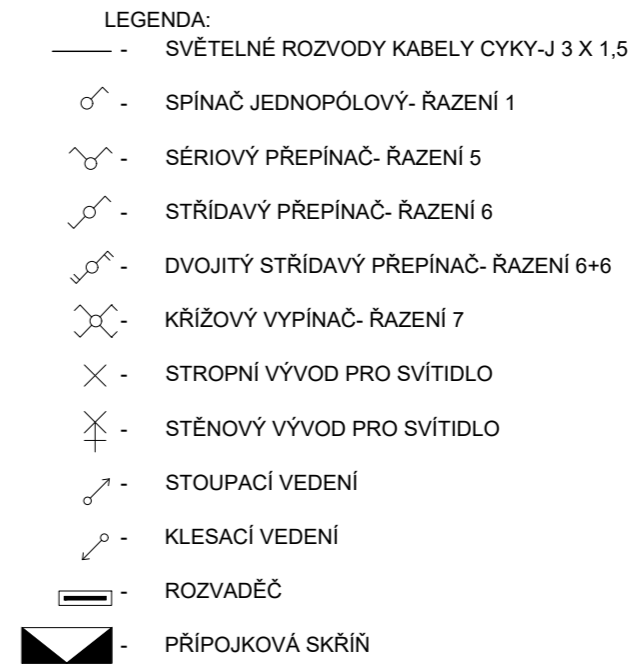 LEGENDA:
- SVĚTELNÉ ROZVODY KABELY CYKY-J 3 X 1,5
- SPÍNAČ JEDNOPÓLOVÝ- ŘAZENÍ 1
- SÉRIOVÝ PŘEPÍNAČ- ŘAZENÍ 5
- STŘÍDAVÝ PŘEPÍNAČ- ŘAZENÍ 6
- DVOJITÝ STŘÍDAVÝ PŘEPÍNAČ- ŘAZENÍ 6+6
- KŘÍŽOVÝ VYPÍNAČ- ŘAZENÍ 7
- STROPNÍ VÝVOD PRO SVÍTIDLO
- STĚNOVÝ VÝVOD PRO SVÍTIDLO
- STOUPACÍ VEDENÍ
- KLESACÍ VEDENÍ
- ROZVADĚČ
- PŘÍPOJKOVÁ SKŘÍŇ